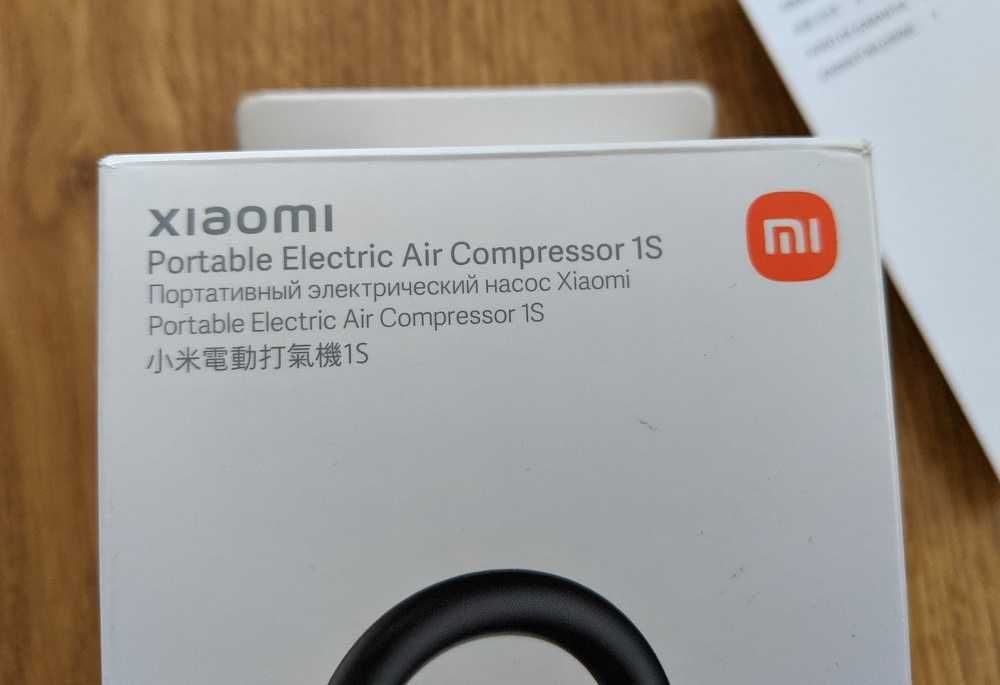 xiaomi
Portable Electric Air Compressor 1S
Портативный электрический насос Xiaomi
Portable Electric Air Compressor 1S
小米電動打氣機1S
mi